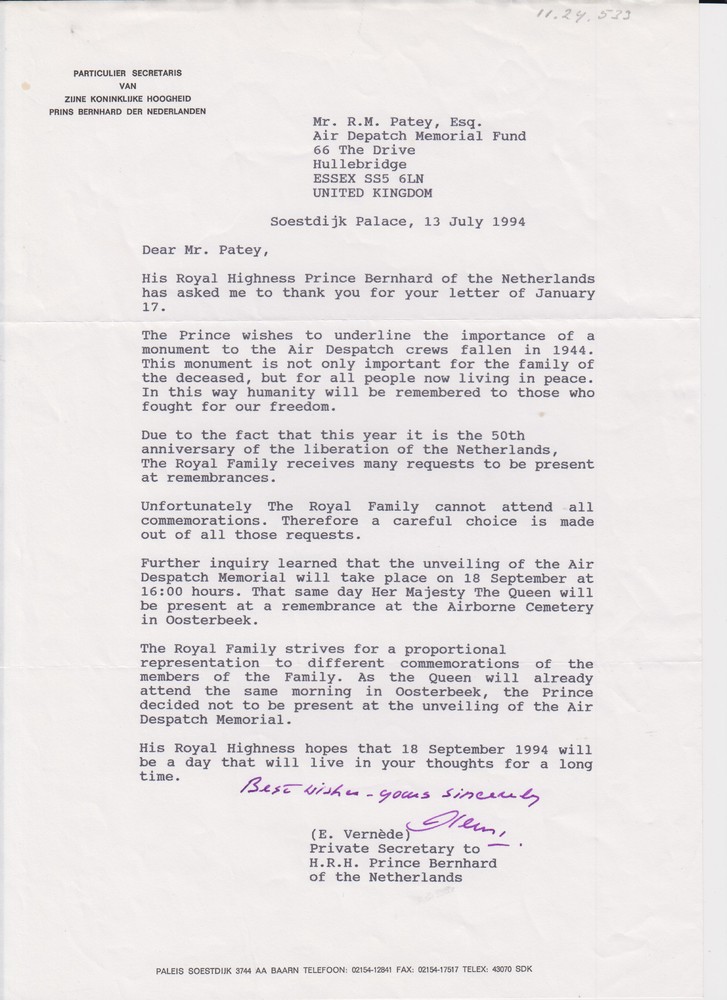 11.24.533
PARTICULIER SECRETARIS
VAN
ZIJNE KONINKLIJKE HOOGHEID
PRINS BERNHARD DER NEDERLANDEN
Mr. R.M. Patey, Esq.
Air Depatch Memorial Fund
66 The Drive
Hullebridge
ESSEX SS5 6LN
UNITED KINGDOM
Soestdijk Palace, 13 July 1994
Dear Mr. Patey,
His Royal Highness Prince Bernhard of the Netherlands
has asked me to thank you for your letter of January
17.
The Prince wishes to underline the importance of a
monument to the Air Despatch crews fallen in 1944.
This monument is not only important for the family of
the deceased, but for all people now living in peace.
In this way humanity will be remembered to those who
fought for our freedom.
Due to the fact that this year it is the 50th
anniversary of the liberation of the Netherlands,
The Royal Family receives many requests to be present
at remembrances.
Unfortunately The Royal Family cannot attend all
commemorations. Therefore a careful choice is made
out of all those requests.
Further inquiry learned that the unveiling of the Air
Despatch Memorial will take place on 18 September at
16:00 hours. That same day Her Majesty The Queen will
be present at a remembrance at the Airborne Cemetery
in Oosterbeek.
The Royal Family strives for a proportional
representation to different commemorations of the
members of the Family. As the Queen will already
attend the same morning in Oosterbeek, the Prince
decided not to be present at the unveiling of the Air
Despatch Memorial.
His Royal Highness hopes that 18 September 1994 will
be a day that will live in your thoughts for a long
time.
Best wishes - yours sincerely
(E. Vernède)
Private Secretary to
H.R.H. Prince Bernhard
of the Netherlands
PALEIS SOESTDIJK 3744 AA BAARN TELEFOON: 02154-12841 FAX: 02154-17517 TELEX: 43070 SDK